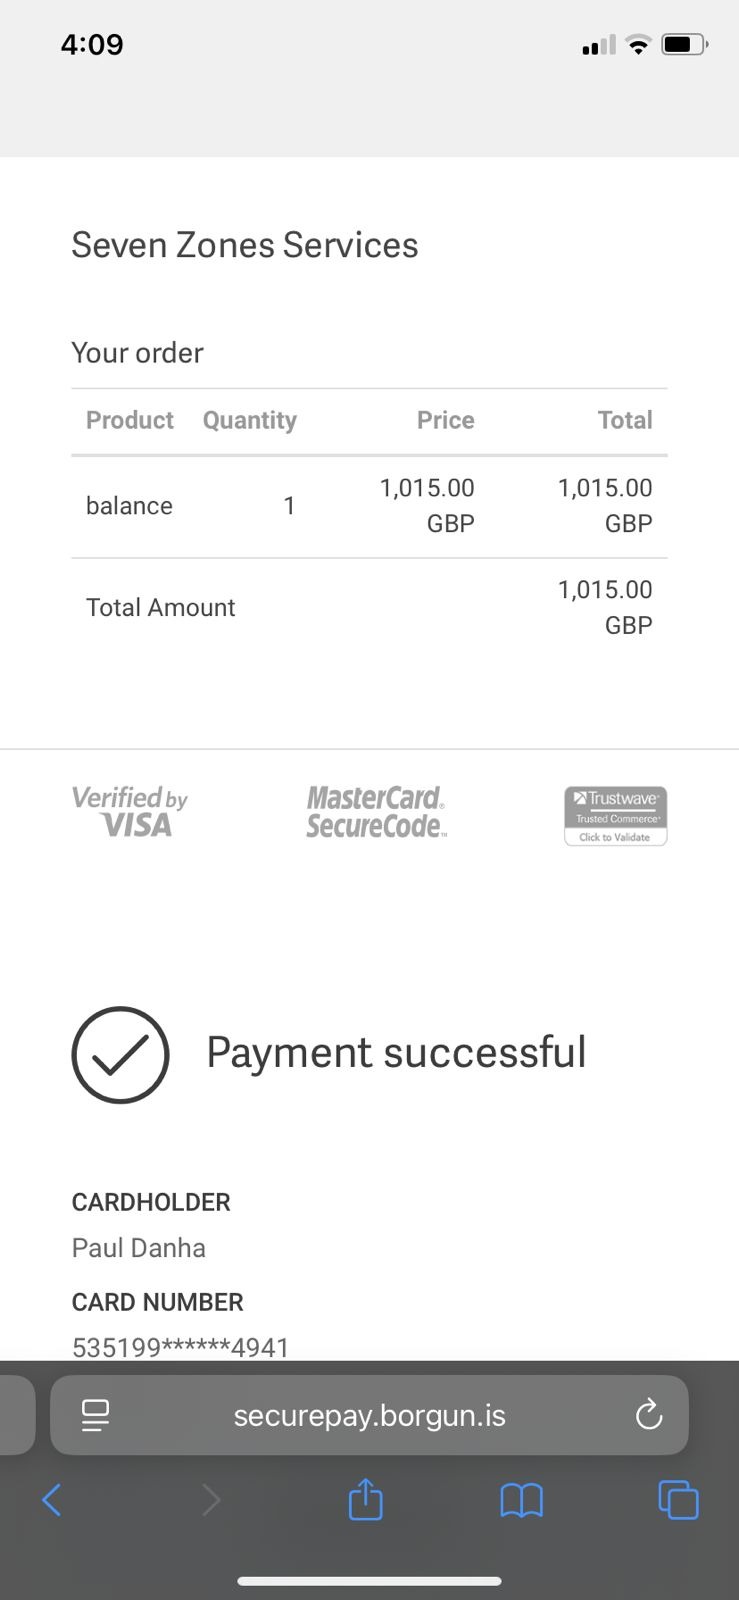 4:09
Seven Zones Services
Your order
Product Quantity Price Total
balance 1 1,015.00 GBP 1,015.00 GBP
Total Amount 1,015.00 GBP
Verified by VISA
MasterCard® SecureCode™
Trustwave®
Trusted Commerce®
Click to Validate
Payment successful
CARDHOLDER
Paul Danha
CARD NUMBER
535199******4941
securepay.borgun.is